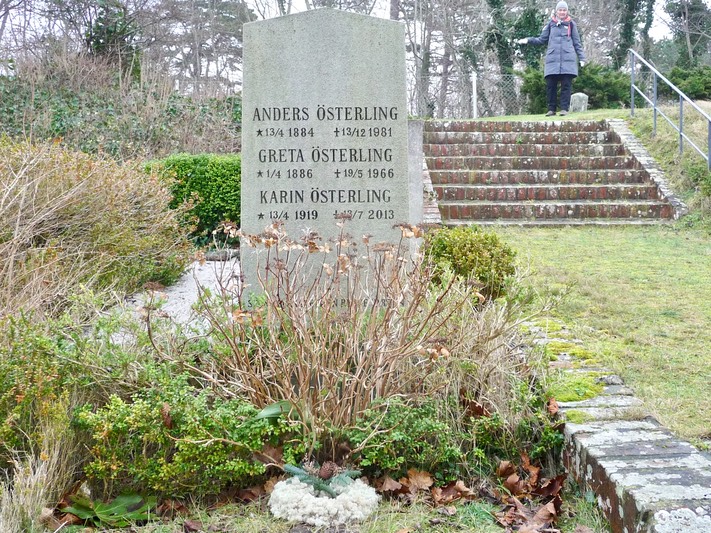 ANDERS ÖSTERLING
★13/4 1884 ✝13/12 1981
GRETA ÖSTERLING
★1/4 1886 ✝19/5 1966
KARIN ÖSTERLING
★13/4 1919 ✝13/7 2013